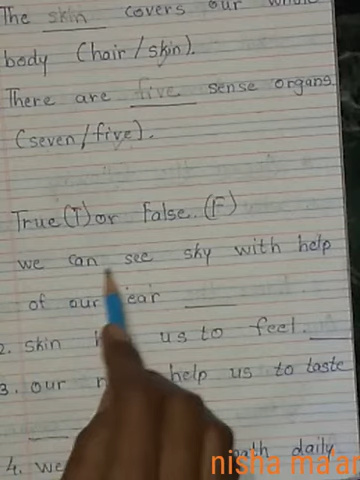 The skin covers our whole
body (hair/skin).
There are five sense organs
(seven/five).
True (T) or False.. (F)
we can see sky with help
of our ear
2. skin us to feel.
3. our help us to taste
4. we daily
nisha ma'am